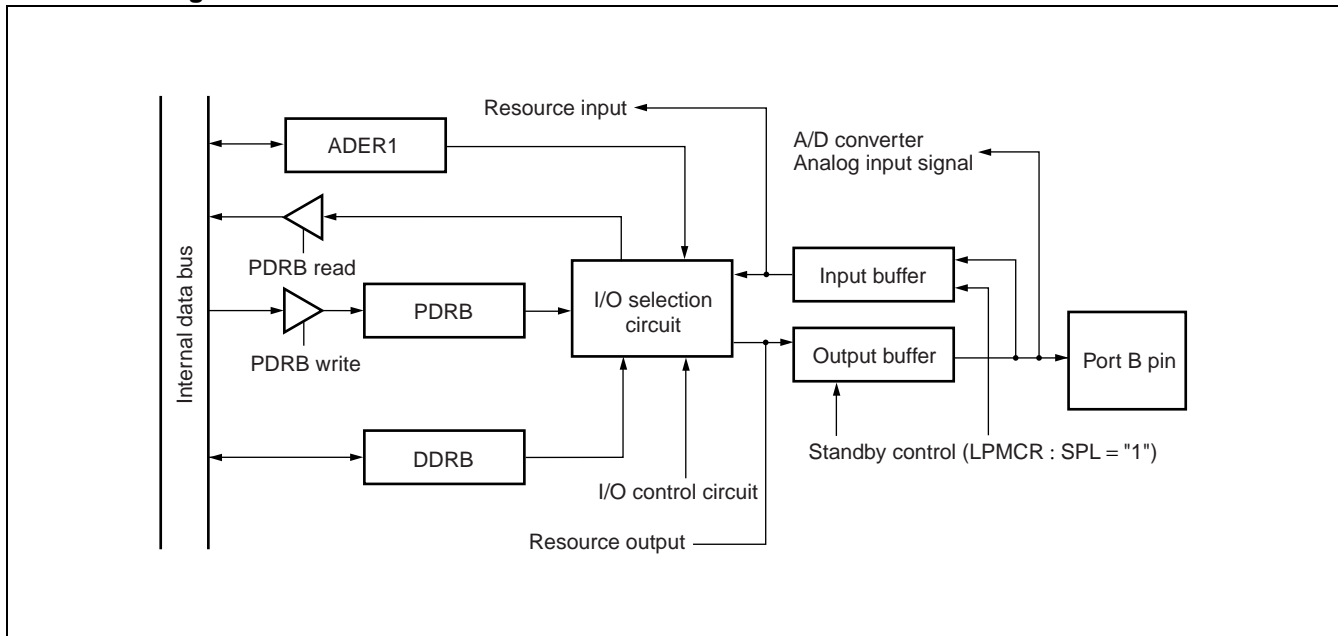 Resource input
ADER1
A/D converter
Analog input signal
Internal data bus
PDRB read
PDRB
PDRB write
I/O selection
circuit
Input buffer
Output buffer
Port B pin
DDRB
Standby control (LPMCR : SPL = "1")
I/O control circuit
Resource output